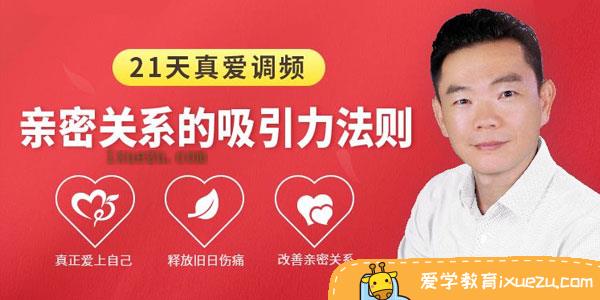 21天真爱调频
亲密关系的吸引力法则
ixuezu.com
真正爱上自己
释放旧日伤痛
改善亲密关系
爱学教育ixuezu.com